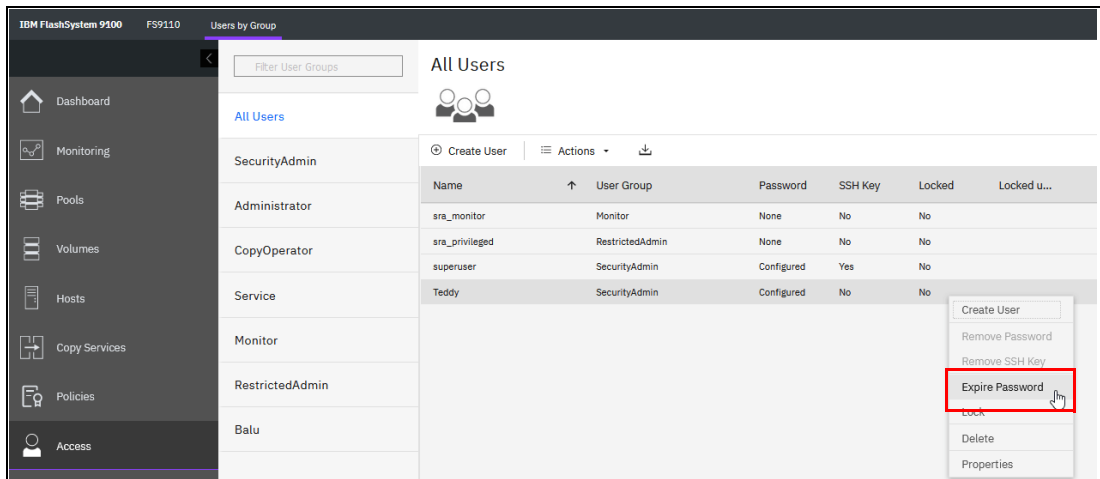 IBM FlashSystem 9100 FS9110 Users by Group
Dashboard
Monitoring
Pools
Volumes
Hosts
Copy Services
Policies
Access
Filter User Groups
All Users
SecurityAdmin
Administrator
CopyOperator
Service
Monitor
RestrictedAdmin
Balu
All Users
Create User Actions
Name User Group Password SSH Key Locked Locked u...
sra_monitor Monitor None No No
sra_privileged RestrictedAdmin None No No
superuser SecurityAdmin Configured Yes No
Teddy SecurityAdmin Configured No No
Create User
Remove Password
Remove SSH Key
Expire Password
Lock
Delete
Properties